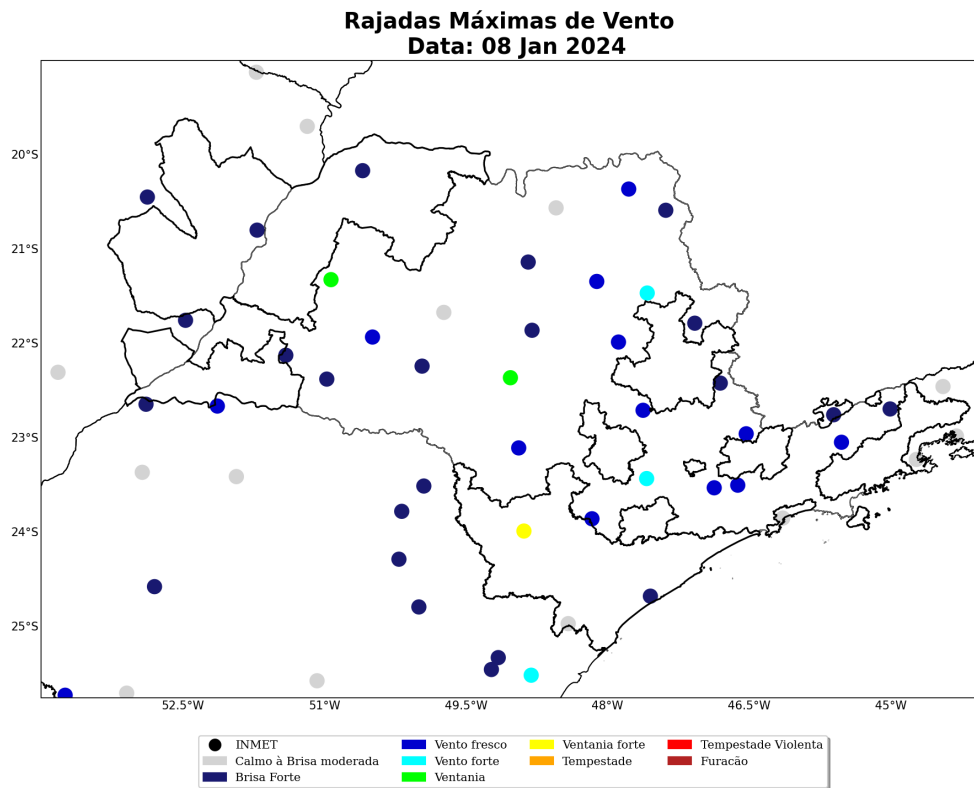 Rajadas Máximas de Vento
Data: 08 Jan 2024
20°S
21°S
22°S
23°S
24°S
25°S
52.5°W
51°W
49.5°W
48°W
46.5°W
45°W
INMET
Calmo à Brisa moderada
Brisa Forte
Vento fresco
Vento forte
Ventania
Ventania forte
Tempestade
Tempestade Violenta
Furacão